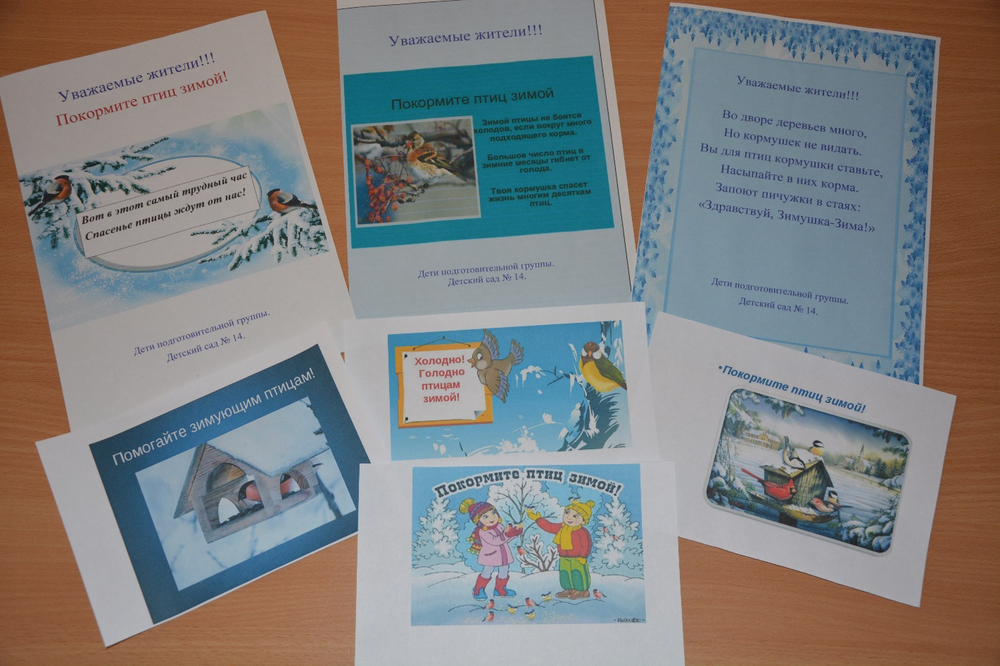 Уважаемые жители!!!
Покормите птиц зимой!
Вот в этот самый трудный час
Спасенье птицы ждут от нас!
Дети подготовительной группы.
Детский сад № 14.
Уважаемые жители!!!
Покормите птиц зимой
Зимой птицы не боятся
холодов, если вокруг много
подходящего корма.
Большое число птиц в
зимние месяцы гибнет от
голода.
Твоя кормушка спасет
жизнь многим десяткам
птиц.
Дети подготовительной группы.
Детский сад № 14.
Уважаемые жители!!!
Во дворе деревьев много,
Но кормушек не видать.
Вы для птиц кормушки ставьте,
Насыпайте в них корма.
Запоют пичужки в стаях:
«Здравствуй, Зимушка-Зима!»
Дети подготовительной группы.
Детский сад № 14.
Помогайте зимующим птицам!
Холодно!
Голодно
птицам
зимой!
•Покормите птиц зимой!
Покормите птиц зимой!